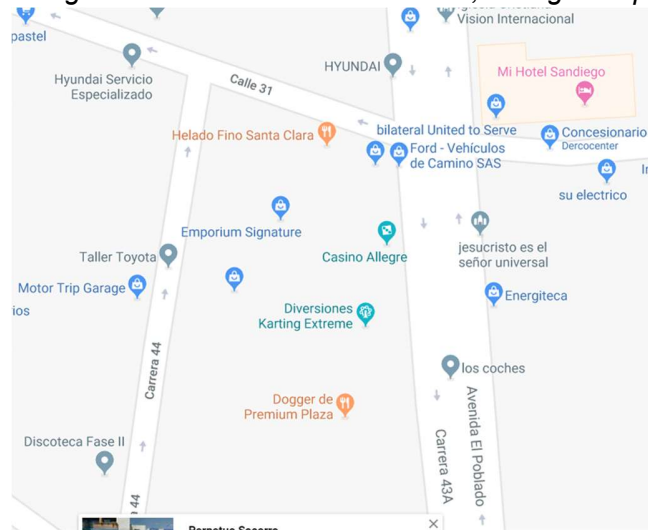 Vision Internacional
pastel
HYUNDAI
Hyundai Servicio
Especializado
Calle 31
Mi Hotel Sandiego
Helado Fino Santa Clara
bilateral United to Serve
Ford - Vehículos
de Camino SAS
Concesionario
Dercocenter
su electrico
Emporium Signature
Taller Toyota
Casino Allegre
jesucristo es el
señor universal
Motor Trip Garage
ios
Energiteca
Diversiones
Karting Extreme
Carrera 44
los coches
Dogger de
Premium Plaza
Avenida El Poblado
Carrera 43A
Discoteca Fase II
44